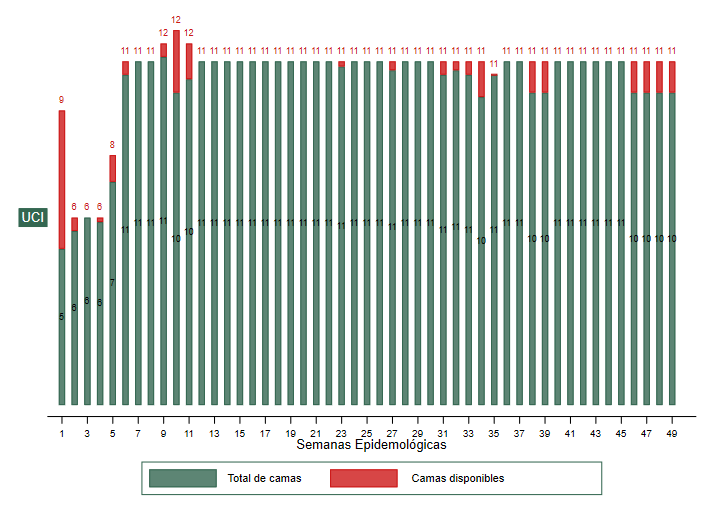 12
12 12
11 11 11 11 11 11 11 11 11 11 11 11 11 11 11 11 11 11 11 11 11 11 11 11 11 11 11 11 11 11 11 11 11 11 11 11 11 11 11 11
11
9
8
6 6 6
UCI
5 6 6 6 7 11 11 11 11 10 10 11 11 11 11 11 11 11 11 11 11 11 11 11 11 11 11 11 11 11 11 11 11 10 11 11 11 10 10 11 11 11 11 11 11 10 10 10 10
1 3 5 7 9 11 13 15 17 19 21 23 25 27 29 31 33 35 37 39 41 43 45 47 49
Semanas Epidemológicas
Total de camas Camas disponibles